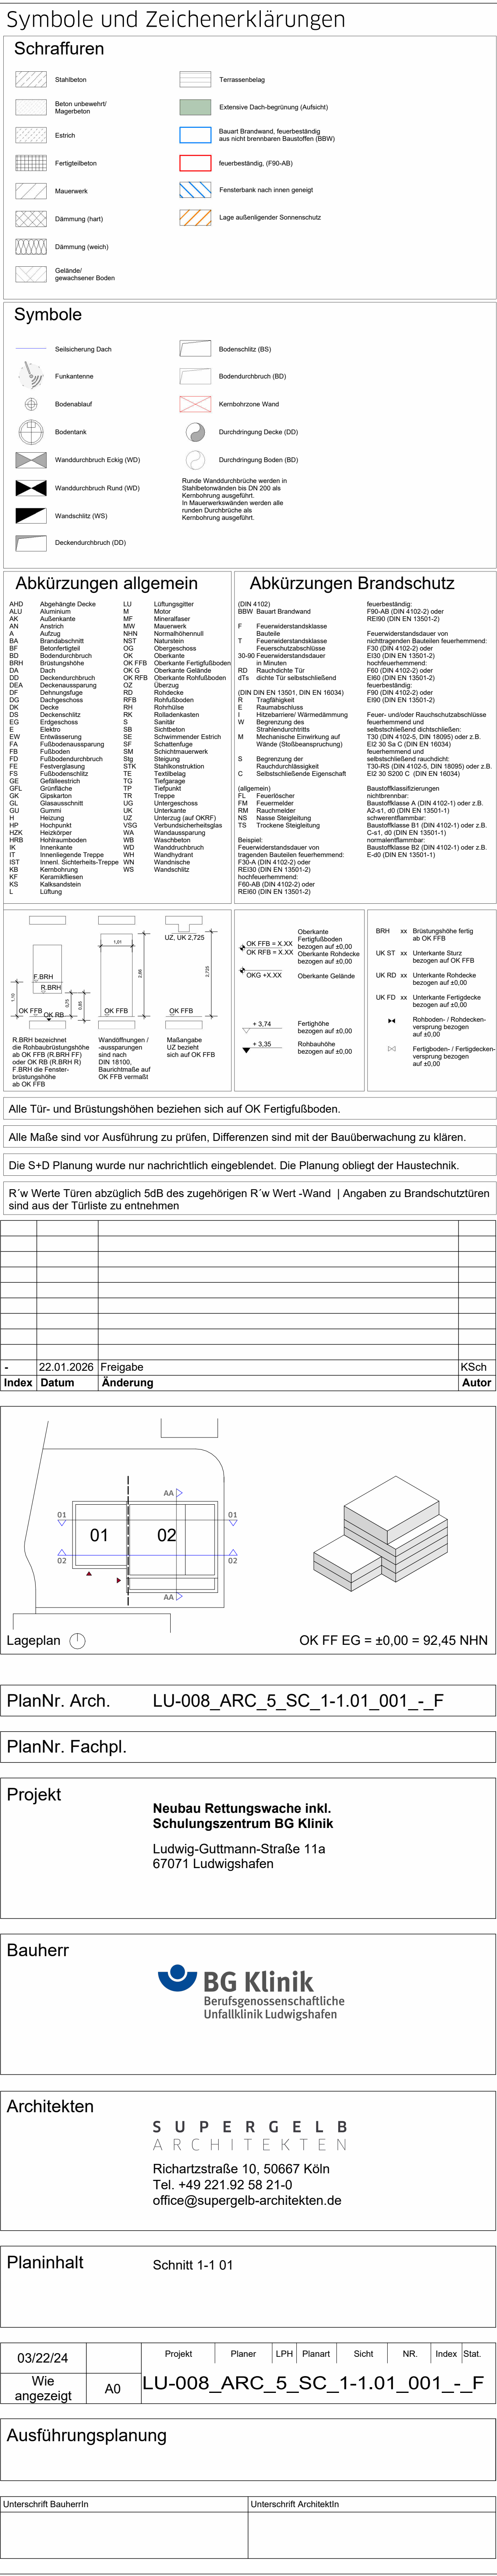 Symbole und Zeichenerklärungen
Schraffuren
Stahlbeton
Beton unbewehrt/
Magerbeton
Estrich
Fertigteilbeton
Mauerwerk
Dämmung (hart)
Dämmung (weich)
Gelände/
gewachsener Boden
Terrassenbelag
Extensive Dach-begrünung (Aufsicht)
Bauart Brandwand, feuerbeständig
aus nicht brennbaren Baustoffen (BBW)
feuerbeständig, (F90-AB)
Fensterbank nach innen geneigt
Lage außenligender Sonnenschutz
Symbole
Seilsicherung Dach
Funkantenne
Bodenablauf
Bodentank
Wanddurchbruch Eckig (WD)
Wanddurchbruch Rund (WD)
Wandschlitz (WS)
Deckendurchbruch (DD)
Bodenschlitz (BS)
Bodendurchbruch (BD)
Kernbohrzone Wand
Durchdringung Decke (DD)
Durchdringung Boden (BD)
Runde Wanddurchbrüche werden in
Stahlbetonwänden bis DN 200 als
Kernbohrung ausgeführt.
In Mauerwerkswänden werden alle
runden Durchbrüche als
Kernbohrung ausgeführt.
Abkürzungen allgemein
AHD Abgehängte Decke
ALU Aluminium
AK Außenkante
AN Anstrich
A Aufzug
BA Brandabschnitt
BF Betonfertigteil
BD Bodendurchbruch
BRH Brüstungshöhe
DA Dach
DD Deckendurchbruch
DEA Deckenaussparung
DF Dehnungsfuge
DG Dachgeschoss
DK Decke
DS Deckenschlitz
EG Erdgeschoss
E Elektro
EW Entwässerung
FA Fußbodenaussparung
FB Fußboden
FD Fußbodendurchbruch
FE Festverglasung
FS Fußbodenschlitz
GE Gefälleestrich
GFL Grünfläche
GK Gipskarton
GL Glasausschnitt
GU Gummi
H Heizung
HP Hochpunkt
HZK Heizkörper
HRB Hohlraumboden
IK Innenkante
IT Innenliegende Treppe
IST Innenl. Sicherheits-Treppe
KB Kernbohrung
KF Keramikfliesen
KS Kalksandstein
L Lüftung
LU Lüftungsgitter
M Motor
MF Mineralfaser
MW Mauerwerk
NHN Normalhöhennull
NST Naturstein
OG Obergeschoss
OK Oberkante
OK FFB Oberkante Fertigfußboden
OK G Oberkante Gelände
OK RFB Oberkante Rohfußboden
OZ Überzug
RD Rohdecke
RFB Rohfußboden
RH Rohrhülse
RK Rolladenkasten
S Sanitär
SB Sichtbeton
SE Schwimmender Estrich
SF Schattenfuge
SM Schichtmauerwerk
Stg Steigung
STK Stahlkonstruktion
TE Textilbelag
TG Tiefgarage
TP Tiefpunkt
TR Treppe
UG Untergeschoss
UK Unterkante
UZ Unterzug (auf OKRF)
VSG Verbundsicherheitsglas
WA Wandaussparung
WB Waschbeton
WD Wanddruchbruch
WH Wandhydrant
WN Wandnische
WS Wandschlitz
Abkürzungen Brandschutz
(DIN 4102)
BBW Bauart Brandwand
F Feuerwiderstandsklasse
Bauteile
T Feuerwiderstandsklasse
Feuerschutzabschlüsse
30-90 Feuerwiderstandsdauer
in Minuten
RD Rauchdichte Tür
dTs dichte Tür selbstschließend
(DIN DIN EN 13501, DIN EN 16034)
R Tragfähigkeit
E Raumabschluss
I Hitzebarriere/ Wärmedämmung
W Begrenzung des
Strahlendurchtritts
M Mechanische Einwirkung auf
Wände (Stoßbeanspruchung)
S Begrenzung der
Rauchdurchlässigkeit
C Selbstschließende Eigenschaft
(allgemein)
FL Feuerlöscher
FM Feuermelder
RM Rauchmelder
NS Nasse Steigleitung
TS Trockene Steigleitung
Beispiel:
Feuerwiderstandsdauer von
tragenden Bauteilen feuerhemmend:
F30-A (DIN 4102-2) oder
REI30 (DIN EN 13501-2)
hochfeuerhemmend:
F60-AB (DIN 4102-2) oder
REI60 (DIN EN 13501-2)
feuerbeständig:
F90-AB (DIN 4102-2) oder
REI90 (DIN EN 13501-2)
Feuerwiderstandsdauer von
nichttragenden Bauteilen feuerhemmend:
F30 (DIN 4102-2) oder
EI30 (DIN EN 13501-2)
hochfeuerhemmend:
F60 (DIN 4102-2) oder
EI60 (DIN EN 13501-2)
feuerbeständig:
F90 (DIN 4102-2) oder
EI90 (DIN EN 13501-2)
Feuer- und/oder Rauchschutzabschlüsse
feuerhemmend und
selbstschließend dichtschließen:
T30 (DIN 4102-5, DIN 18095) oder z.B.
feuerhemmend und
selbstschließend rauchdicht:
T30-RS (DIN 4102-5, DIN 18095) oder z.B.
EI2 30 Sa C (DIN EN 16034)
EI2 30 S200 C (DIN EN 16034)
Baustoffklassifizierungen
nichtbrennbar:
Baustoffklasse A (DIN 4102-1) oder z.B.
A2-s1, d0 (DIN EN 13501-1)
schwerentflammbar:
Baustoffklasse B1 (DIN 4102-1) oder z.B.
C-s1, d0 (DIN EN 13501-1)
normalentflammbar:
Baustoffklasse B2 (DIN 4102-1) oder z.B.
E-d0 (DIN EN 13501-1)
F.BRH
R.BRH
1,10
0,75
0,85
OK FFB
OK RB
1,01
2,66
OK FFB
UZ, UK 2,725
2,725
OK FFB
R.BRH bezeichnet
die Rohbaubrüstungshöhe
ab OK FFB (R.BRH FF)
oder OK RB (R.BRH R)
F.BRH die Fenster-
brüstungshöhe
ab OK FFB
Wandöffnungen /
-aussparungen
sind nach
DIN 18100,
Baurichtmaße auf
OK FFB vermaßt
Maßangabe
UZ bezieht
sich auf OK FFB
OK FFB = X.XX
OK RFB = X.XX
OKG +X.XX
Oberkante
Fertigfußboden
bezogen auf ±0,00
Oberkante Rohdecke
bezogen auf ±0,00
Oberkante Gelände
+ 3,74
Fertighöhe
bezogen auf ±0,00
+ 3,35
Rohbauhöhe
bezogen auf ±0,00
BRH xx Brüstungshöhe fertig
ab OK FFB
UK ST xx Unterkante Sturz
bezogen auf OK FFB
UK RD xx Unterkante Rohdecke
bezogen auf ±0,00
UK FD xx Unterkante Fertigdecke
bezogen auf ±0,00
Rohboden- / Rohdecken-
versprung bezogen
auf ±0,00
Fertigboden- / Fertigdecken-
versprung bezogen
auf ±0,00
Alle Tür- und Brüstungshöhen beziehen sich auf OK Fertigfußboden.
Alle Maße sind vor Ausführung zu prüfen, Differenzen sind mit der Bauüberwachung zu klären.
Die S+D Planung wurde nur nachrichtlich eingeblendet. Die Planung obliegt der Haustechnik.
R´w Werte Türen abzüglich 5dB des zugehörigen R´w Wert -Wand | Angaben zu Brandschutztüren
sind aus der Türliste zu entnehmen
- 22.01.2026 Freigabe KSch
Index Datum Änderung Autor
AA
01 01
01 02
02 02
AA
Lageplan
OK FF EG = ±0,00 = 92,45 NHN
PlanNr. Arch. LU-008_ARC_5_SC_1-1.01_001_-_F
PlanNr. Fachpl.
Projekt
Neubau Rettungswache inkl.
Schulungszentrum BG Klinik
Ludwig-Guttmann-Straße 11a
67071 Ludwigshafen
Bauherr
BG Klinik
Berufsgenossenschaftliche
Unfallklinik Ludwigshafen
Architekten
SUPERGELB
ARCHITEKTEN
Richartzstraße 10, 50667 Köln
Tel. +49 221.92 58 21-0
office@supergelb-architekten.de
Planinhalt Schnitt 1-1 01
03/22/24
Projekt Planer LPH Planart Sicht NR. Index Stat.
Wie
angezeigt
A0
LU-008_ARC_5_SC_1-1.01_001_-_F
Ausführungsplanung
Unterschrift BauherrIn
Unterschrift ArchitektIn